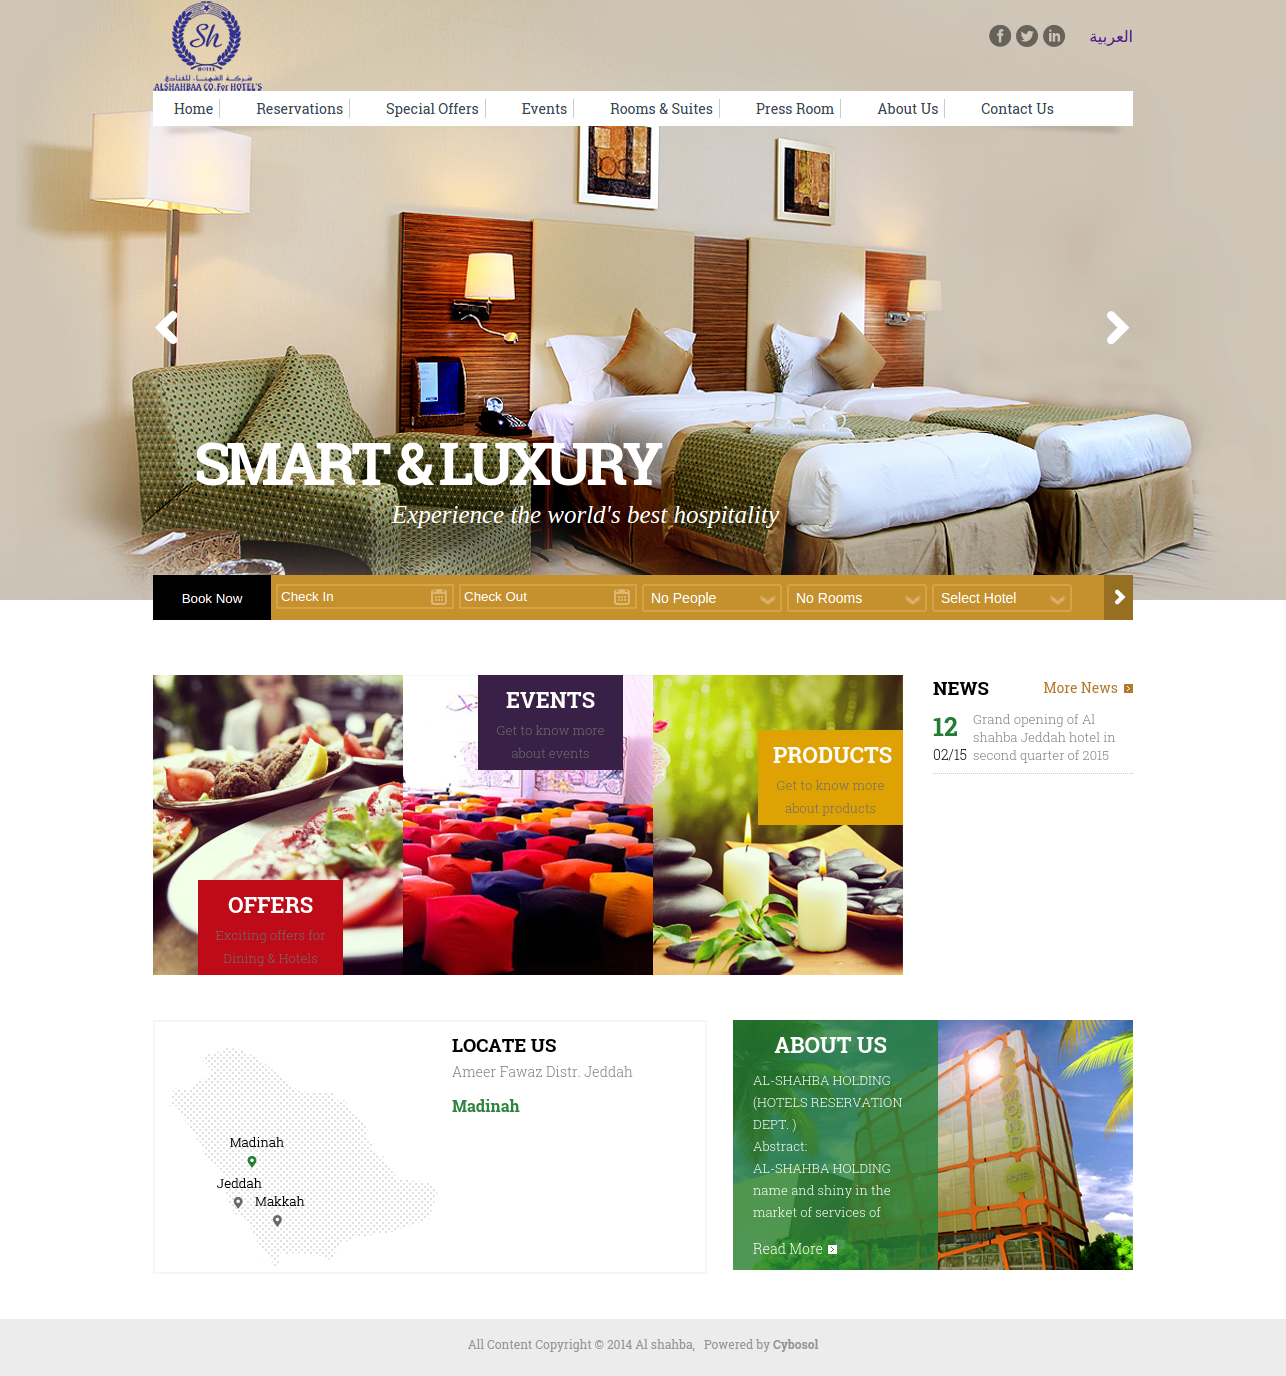 Sh
HOTEL
شركة الشهباء للفنادق
ALSHAHBAA CO.For HOTEL'S
العربية
Home
Reservations
Special Offers
Events
Rooms & Suites
Press Room
About Us
Contact Us
SMART & LUXURY
Experience the world's best hospitality
Book Now
Check In
Check Out
No People
No Rooms
Select Hotel
EVENTS
Get to know more
about events
PRODUCTS
Get to know more
about products
OFFERS
Exciting offers for
Dining & Hotels
NEWS
More News
12
02/15
Grand opening of Al
shahba Jeddah hotel in
second quarter of 2015
Madinah
Jeddah
Makkah
LOCATE US
Ameer Fawaz Distr. Jeddah
Madinah
ABOUT US
AL-SHAHBA HOLDING
(HOTELS RESERVATION
DEPT. )
Abstract:
AL-SHAHBA HOLDING
name and shiny in the
market of services of
Read More
All Content Copyright © 2014 Al shahba, Powered by Cybosol